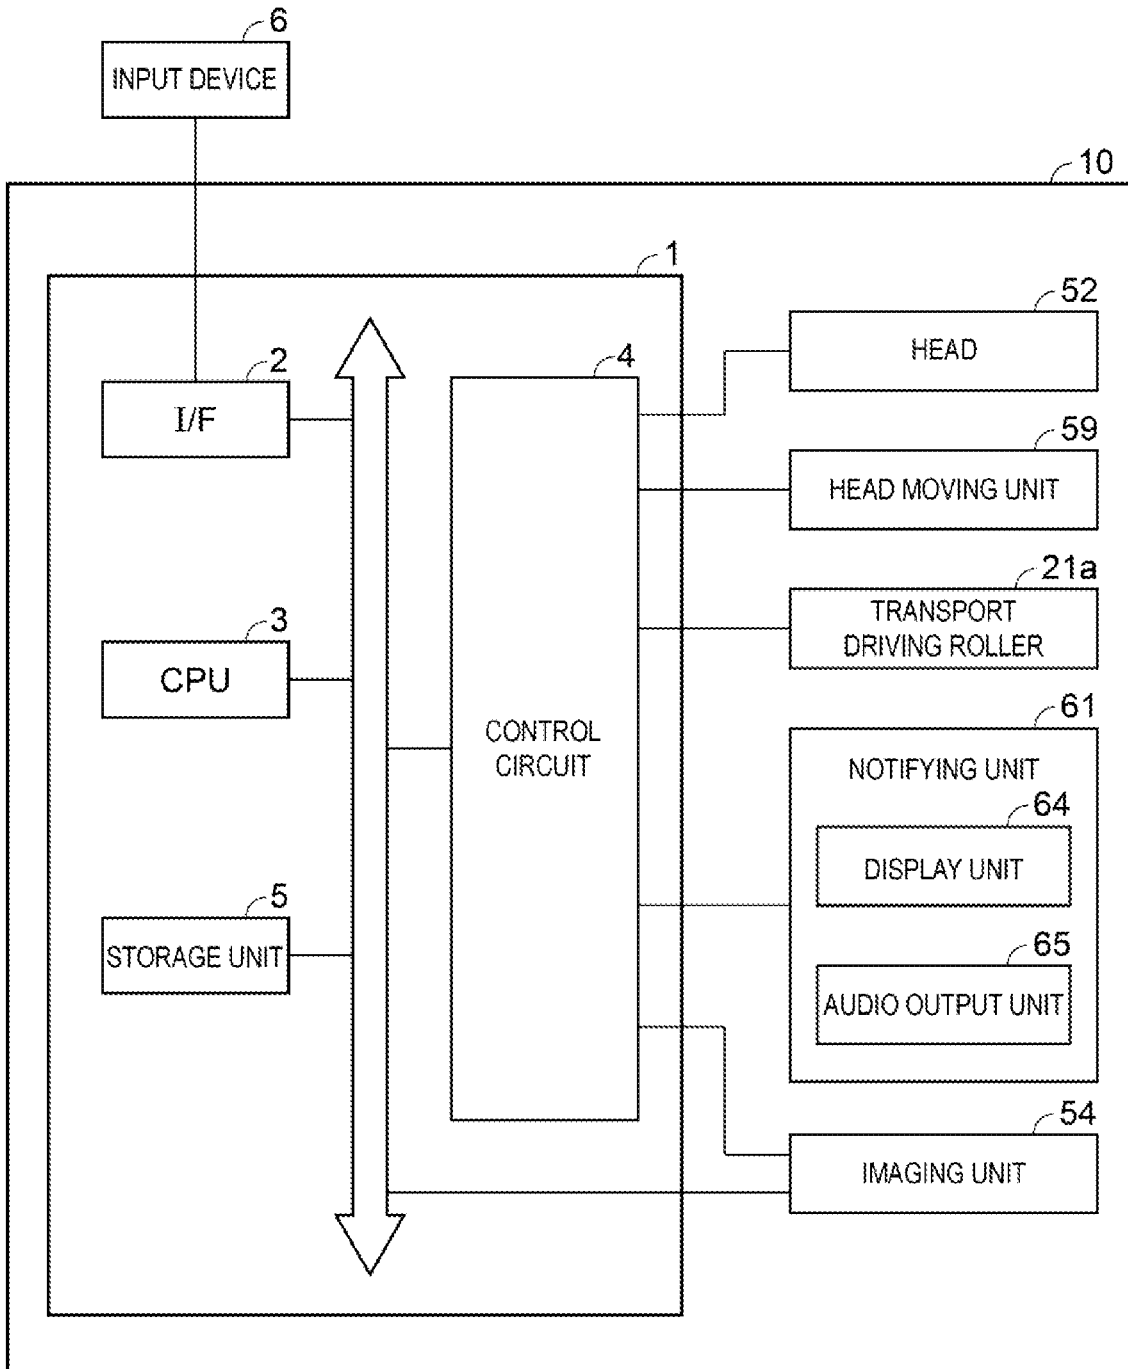 6
INPUT DEVICE
10
1
2
I/F
3
CPU
5
STORAGE UNIT
4
CONTROL
CIRCUIT
52
HEAD
59
HEAD MOVING UNIT
21a
TRANSPORT
DRIVING ROLLER
61
NOTIFYING UNIT
64
DISPLAY UNIT
65
AUDIO OUTPUT UNIT
54
IMAGING UNIT